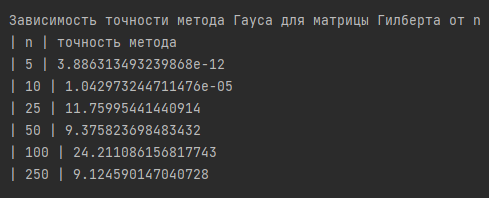 Зависимость точности метода Гауса для матрицы Гилберта от n
| n | точность метода
| 5 | 3.886313493239868e-12
| 10 | 1.042973244711476e-05
| 25 | 11.75995441440914
| 50 | 9.375823698483432
| 100 | 24.211086156817743
| 250 | 9.124590147040728